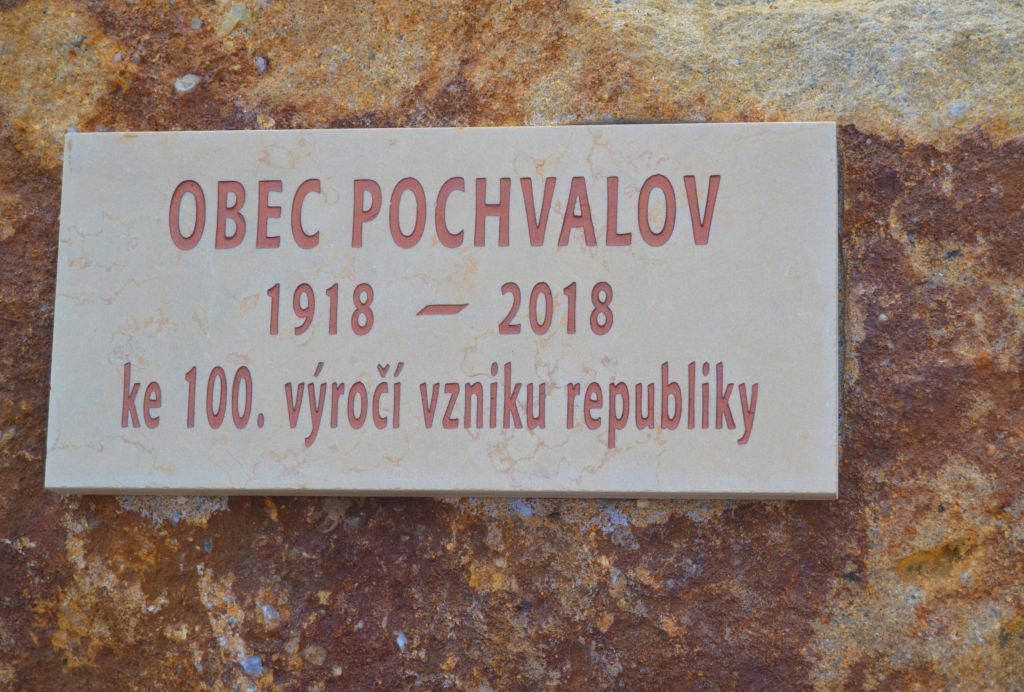 OBEC POCHVALOV
1918 – 2018
ke 100. výročí vzniku republiky